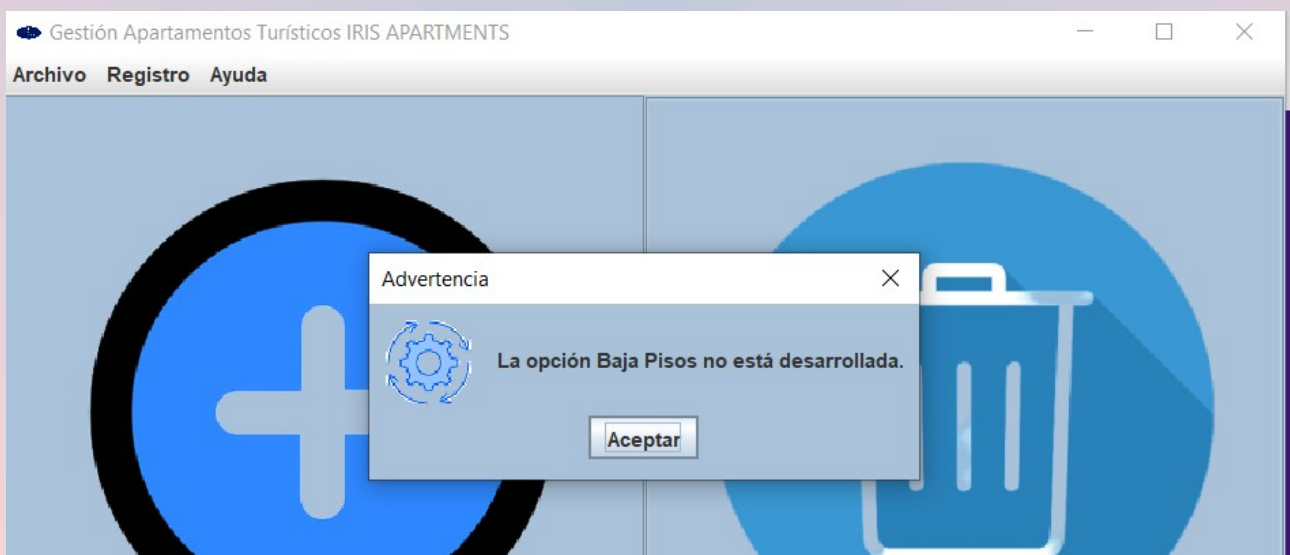 Gestión Apartamentos Turísticos IRIS APARTMENTS
Archivo Registro Ayuda
Advertencia
La opción Baja Pisos no está desarrollada.
Aceptar